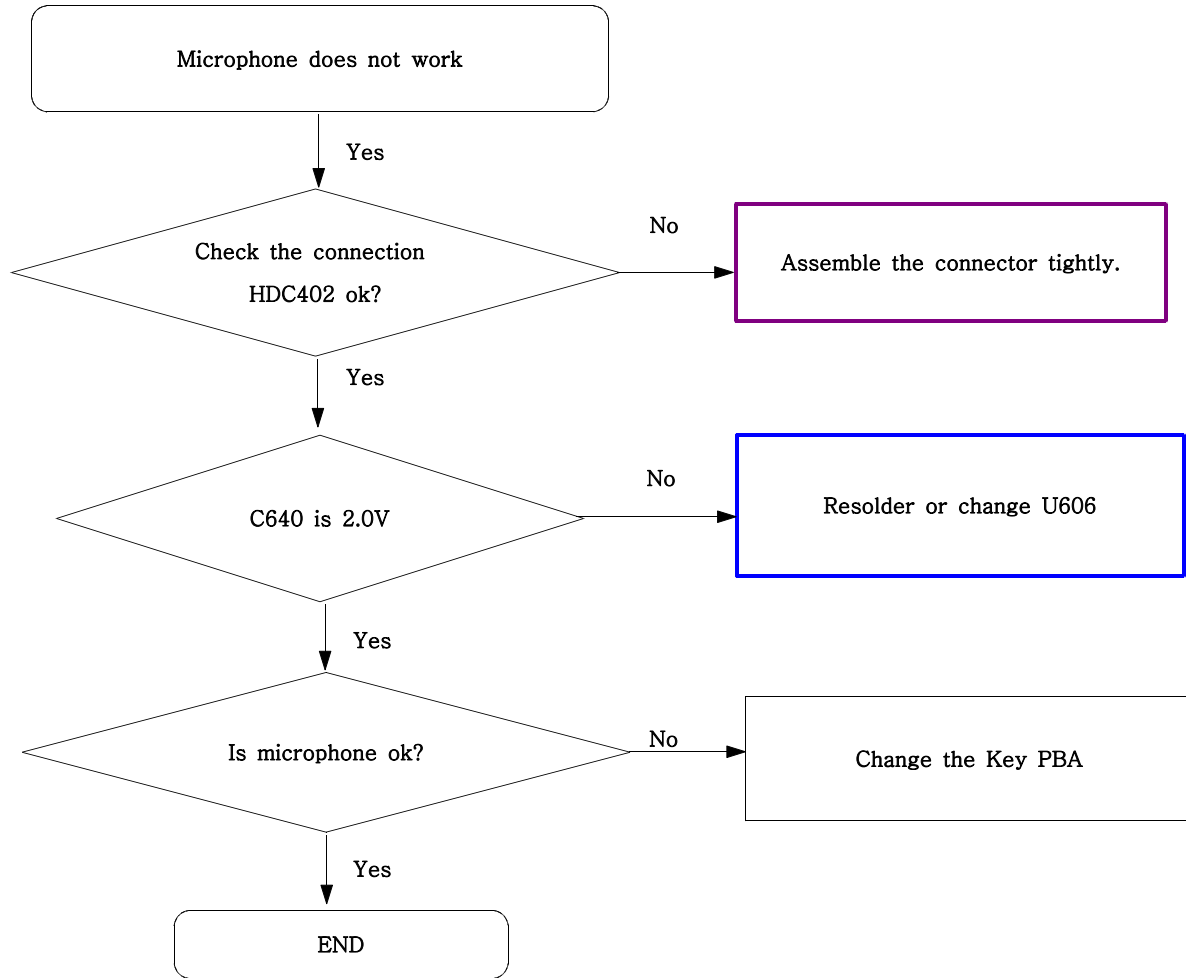 Microphone does not work
Yes
Check the connection
HDC402 ok?
No
Assemble the connector tightly.
Yes
C640 is 2.0V
No
Resolder or change U606
Yes
Is microphone ok?
No
Change the Key PBA
Yes
END